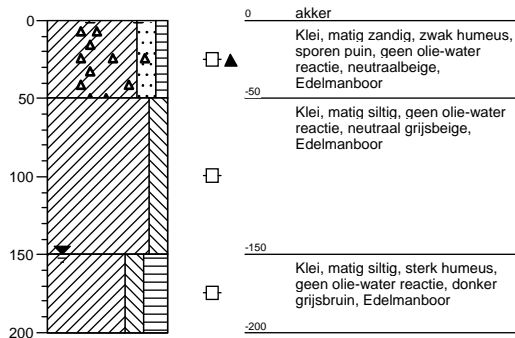 0
50
100
150
200
0 akker
Klei, matig zandig, zwak humeus,
sporen puin, geen olie-water
reactie, neutraalbeige,
Edelmanboor
-50
Klei, matig siltig, geen olie-water
reactie, neutraal grijsbeige,
Edelmanboor
-150
Klei, matig siltig, sterk humeus,
geen olie-water reactie, donker
grijsbruin, Edelmanboor
-200